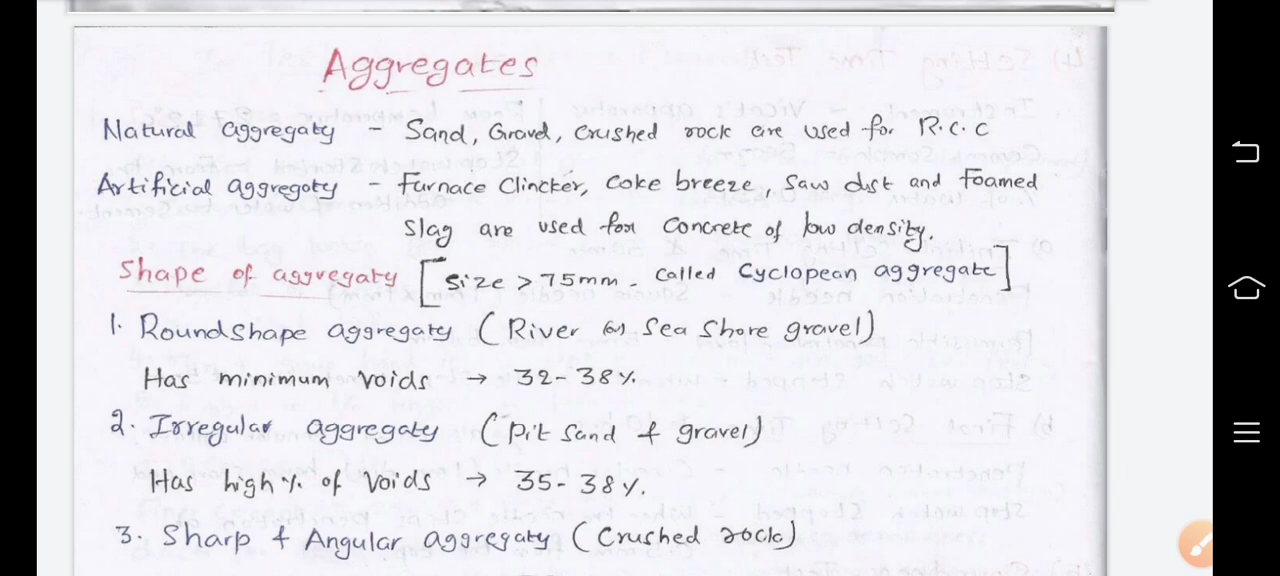 Aggregates
Natural aggregaty - Sand, Gravel, crushed rock are used for R.C.C
Artificial aggregaty - Furnace Clincker, coke breeze, Saw dust and Foamed
Slag are used for concrete of low density.
Shape of aggregaty [Size > 75mm - called Cyclopean aggregate]
1. Round shape aggregaty (River (or) Sea Shore gravel)
Has minimum voids → 32-38%
2. Irregular aggregaty (Pit sand & gravel)
Has high % of voids → 35-38%.
3. Sharp & Angular aggregaty (Crushed rock)